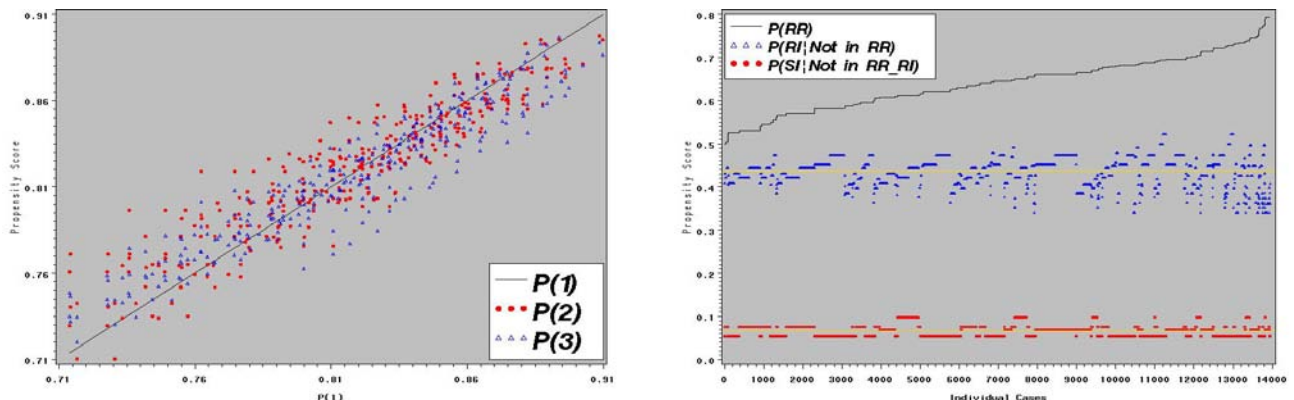 0.91
0.86
0.81
0.76
0.71
Propensity Score
0.71 0.76 0.81 0.86 0.91
P(1)
P(1)
P(2)
P(3)
0.8
0.7
0.6
0.5
0.4
0.3
0.2
0.1
0.0
Propensity Score
P(RR)
P(RI¦Not in RR)
P(SI¦Not in RR_RI)
0 1000 2000 3000 4000 5000 6000 7000 8000 9000 10000 11000 12000 13000 14000
Individual Cases